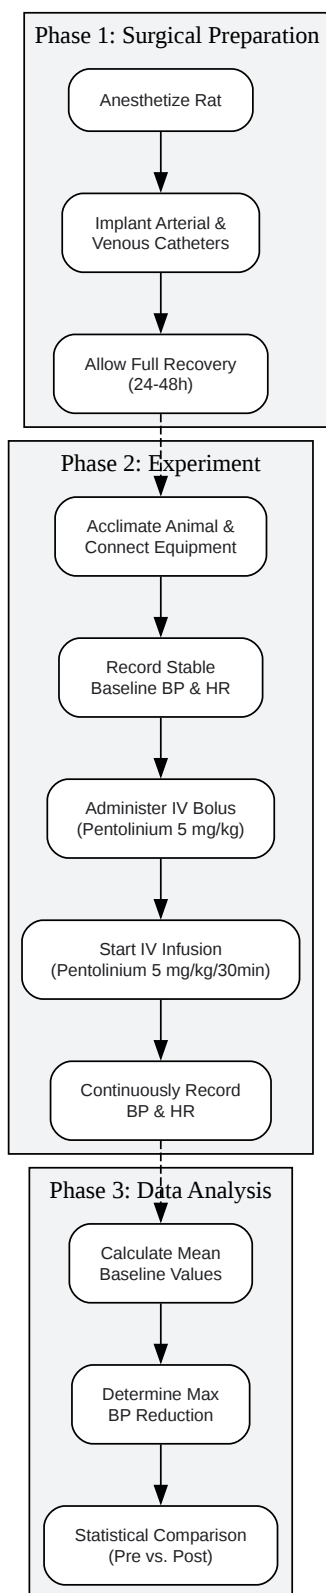 Phase 1: Surgical Preparation
Anesthetize Rat
Implant Arterial &
Venous Catheters
Allow Full Recovery
(24-48h)
Phase 2: Experiment
Acclimate Animal &
Connect Equipment
Record Stable
Baseline BP & HR
Administer IV Bolus
(Pentolinium 5 mg/kg)
Start IV Infusion
(Pentolinium 5 mg/kg/30min)
Continuously Record
BP & HR
Phase 3: Data Analysis
Calculate Mean
Baseline Values
Determine Max
BP Reduction
Statistical Comparison
(Pre vs. Post)